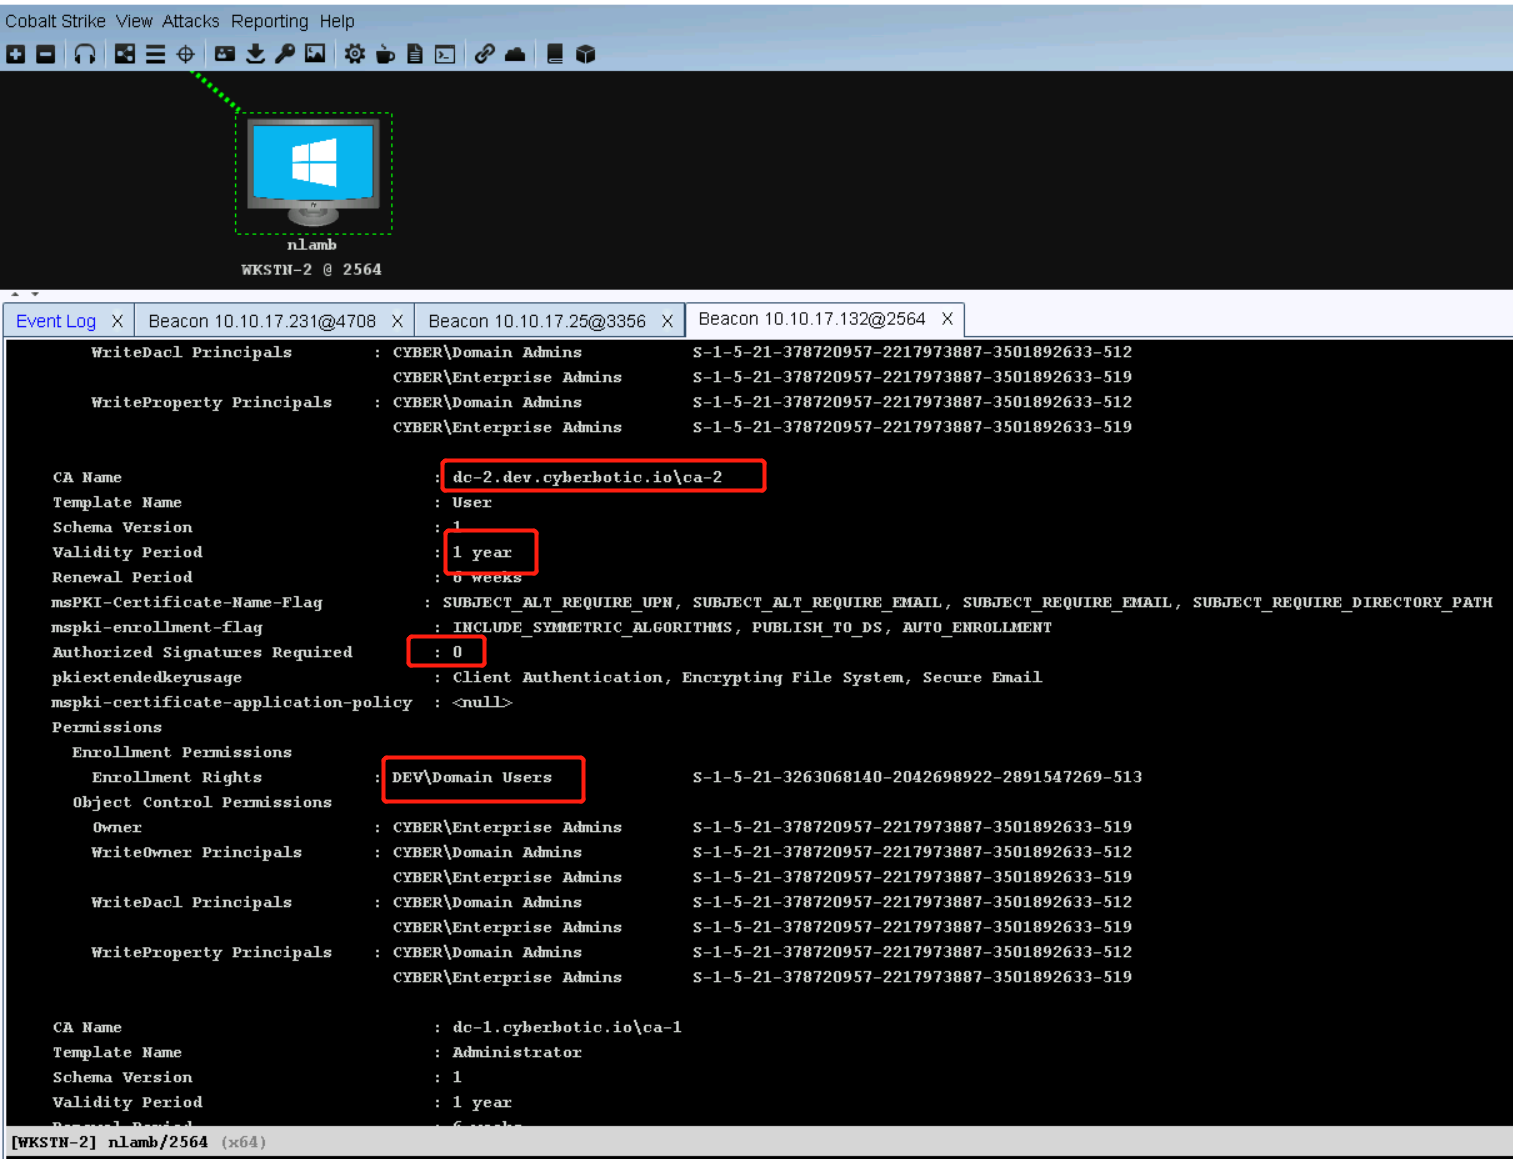 Cobalt Strike View Attacks Reporting Help
nlamb
WKSTN-2 @ 2564
Event Log X Beacon 10.10.17.231@4708 X Beacon 10.10.17.25@3356 X Beacon 10.10.17.132@2564 X
WriteDacl Principals : CYBER\Domain Admins S-1-5-21-378720957-2217973887-3501892633-512
CYBER\Enterprise Admins S-1-5-21-378720957-2217973887-3501892633-519
WriteProperty Principals : CYBER\Domain Admins S-1-5-21-378720957-2217973887-3501892633-512
CYBER\Enterprise Admins S-1-5-21-378720957-2217973887-3501892633-519
CA Name : dc-2.dev.cyberbotic.io\ca-2
Template Name : User
Schema Version : 1
Validity Period : 1 year
Renewal Period : 6 weeks
msPKI-Certificate-Name-Flag : SUBJECT_ALT_REQUIRE_UPN, SUBJECT_ALT_REQUIRE_EMAIL, SUBJECT_REQUIRE_EMAIL, SUBJECT_REQUIRE_DIRECTORY_PATH
mspki-enrollment-flag : INCLUDE_SYMMETRIC_ALGORITHMS, PUBLISH_TO_DS, AUTO_ENROLLMENT
Authorized Signatures Required : 0
pkiextendedkeyusage : Client Authentication, Encrypting File System, Secure Email
mspki-certificate-application-policy : <null>
Permissions
Enrollment Permissions
Enrollment Rights : DEV\Domain Users S-1-5-21-3263068140-2042698922-2891547269-513
Object Control Permissions
Owner : CYBER\Enterprise Admins S-1-5-21-378720957-2217973887-3501892633-519
WriteOwner Principals : CYBER\Domain Admins S-1-5-21-378720957-2217973887-3501892633-512
CYBER\Enterprise Admins S-1-5-21-378720957-2217973887-3501892633-519
WriteDacl Principals : CYBER\Domain Admins S-1-5-21-378720957-2217973887-3501892633-512
CYBER\Enterprise Admins S-1-5-21-378720957-2217973887-3501892633-519
WriteProperty Principals : CYBER\Domain Admins S-1-5-21-378720957-2217973887-3501892633-512
CYBER\Enterprise Admins S-1-5-21-378720957-2217973887-3501892633-519
CA Name : dc-1.cyberbotic.io\ca-1
Template Name : Administrator
Schema Version : 1
Validity Period : 1 year
Renewal Period : 6 weeks
[WKSTN-2] nlamb/2564 (x64)